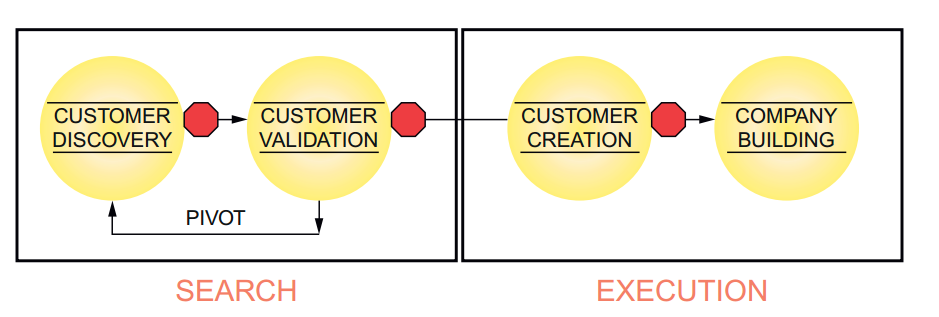 CUSTOMER
DISCOVERY
CUSTOMER
VALIDATION
CUSTOMER
CREATION
COMPANY
BUILDING
PIVOT
SEARCH
EXECUTION